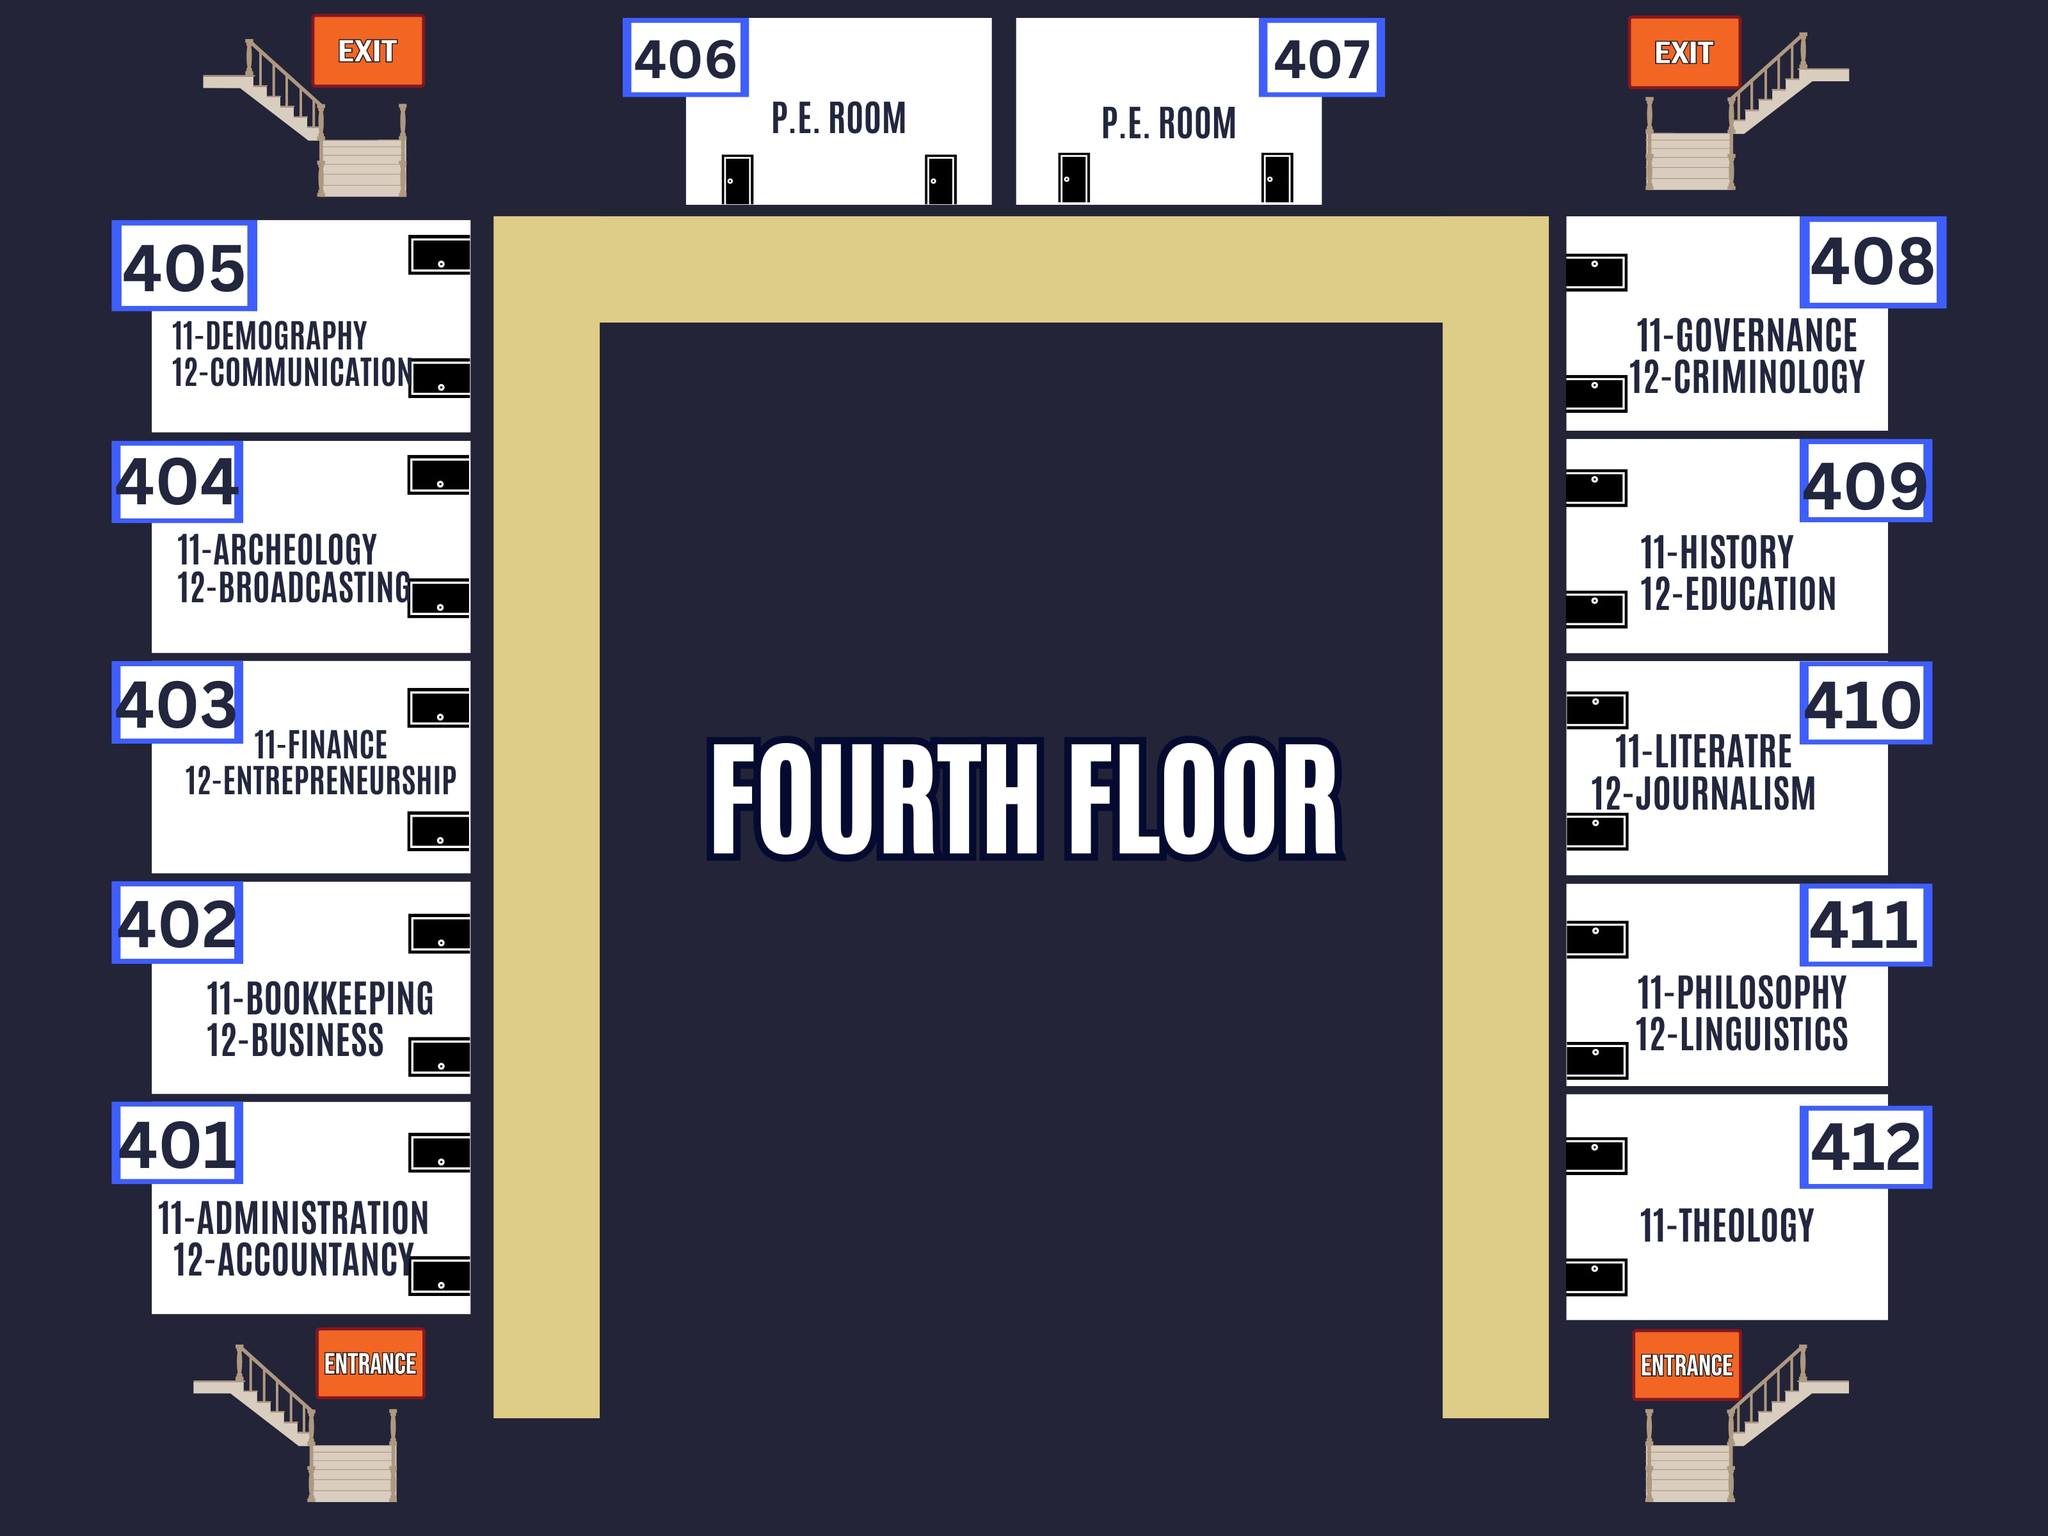 EXIT
406
P.E. ROOM
407
P.E. ROOM
EXIT
405
11-DEMOGRAPHY
12-COMMUNICATION
404
11-ARCHEOLOGY
12-BROADCASTING
403
11-FINANCE
12-ENTREPRENEURSHIP
402
11-BOOKKEEPING
12-BUSINESS
401
11-ADMINISTRATION
12-ACCOUNTANCY
ENTRANCE
FOURTH FLOOR
408
11-GOVERNANCE
12-CRIMINOLOGY
409
11-HISTORY
12-EDUCATION
410
11-LITERATRE
12-JOURNALISM
411
11-PHILOSOPHY
12-LINGUISTICS
412
11-THEOLOGY
ENTRANCE